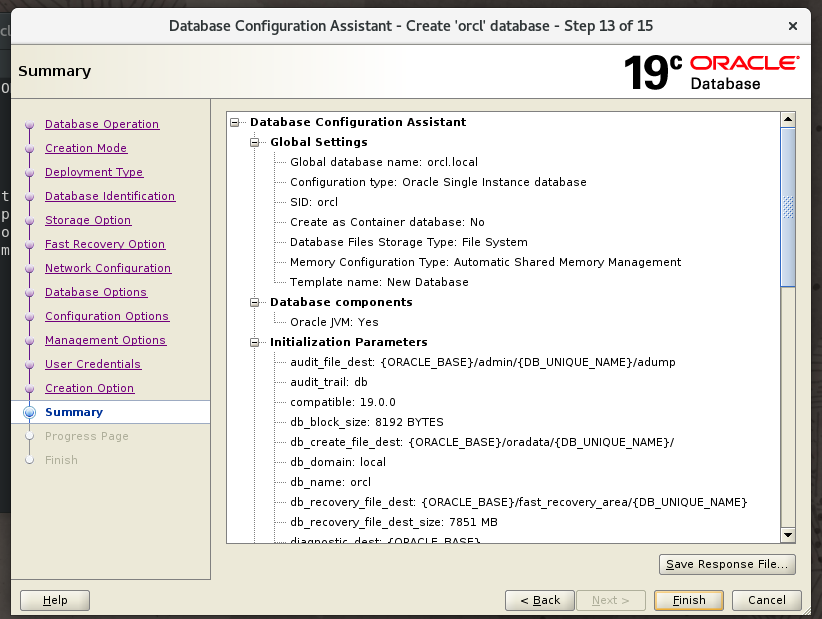 Database Configuration Assistant - Create 'orcl' database - Step 13 of 15
Summary
19c ORACLE
Database
Database Operation
Creation Mode
Deployment Type
Database Identification
Storage Option
Fast Recovery Option
Network Configuration
Database Options
Configuration Options
Management Options
User Credentials
Creation Option
Summary
Progress Page
Finish
Database Configuration Assistant
Global Settings
Global database name: orcl.local
Configuration type: Oracle Single Instance database
SID: orcl
Create as Container database: No
Database Files Storage Type: File System
Memory Configuration Type: Automatic Shared Memory Management
Template name: New Database
Database components
Oracle JVM: Yes
Initialization Parameters
audit_file_dest: {ORACLE_BASE}/admin/{DB_UNIQUE_NAME}/adump
audit_trail: db
compatible: 19.0.0
db_block_size: 8192 BYTES
db_create_file_dest: {ORACLE_BASE}/oradata/{DB_UNIQUE_NAME}/
db_domain: local
db_name: orcl
db_recovery_file_dest: {ORACLE_BASE}/fast_recovery_area/{DB_UNIQUE_NAME}
db_recovery_file_dest_size: 7851 MB
diagnostic_dest: {ORACLE_BASE}
Save Response File...
Help
< Back
Next >
Finish
Cancel